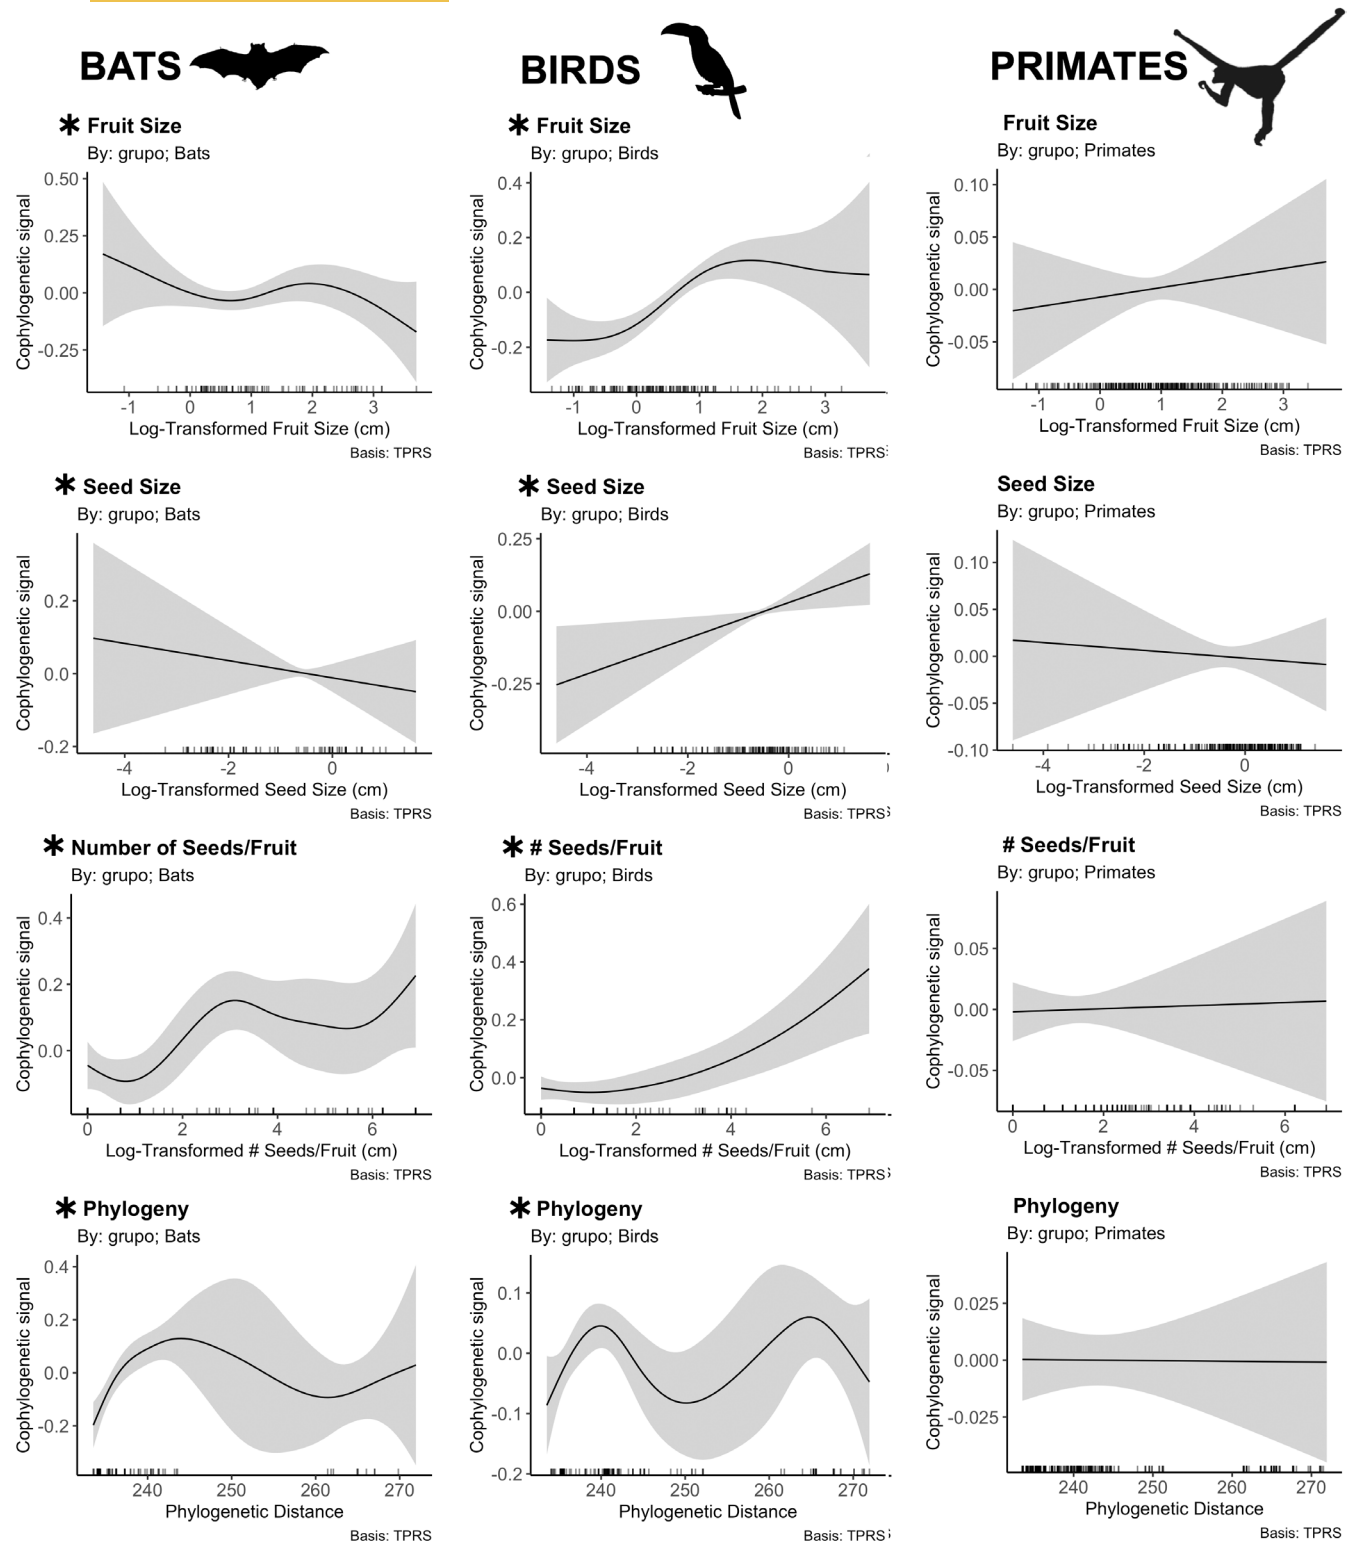 BATS
BIRDS
PRIMATES
* Fruit Size
By: grupo; Bats
Cophylogenetic signal
0.50
0.25
0.00
-0.25
-1 0 1 2 3
Log-Transformed Fruit Size (cm)
Basis: TPRS
* Fruit Size
By: grupo; Birds
Cophylogenetic signal
0.4
0.2
0.0
-0.2
-1 0 1 2 3
Log-Transformed Fruit Size (cm)
Basis: TPRS
Fruit Size
By: grupo; Primates
Cophylogenetic signal
0.10
0.05
0.00
-0.05
-1 0 1 2 3
Log-Transformed Fruit Size (cm)
Basis: TPRS
* Seed Size
By: grupo; Bats
Cophylogenetic signal
0.2
0.0
-0.2
-4 -2 0
Log-Transformed Seed Size (cm)
Basis: TPRS
* Seed Size
By: grupo; Birds
Cophylogenetic signal
0.25
0.00
-0.25
-4 -2 0
Log-Transformed Seed Size (cm)
Basis: TPRS
Seed Size
By: grupo; Primates
Cophylogenetic signal
0.10
0.05
0.00
-0.05
-0.10
-4 -2 0
Log-Transformed Seed Size (cm)
Basis: TPRS
* Number of Seeds/Fruit
By: grupo; Bats
Cophylogenetic signal
0.4
0.2
0.0
0 2 4 6
Log-Transformed # Seeds/Fruit (cm)
Basis: TPRS
* # Seeds/Fruit
By: grupo; Birds
Cophylogenetic signal
0.6
0.4
0.2
0.0
0 2 4 6
Log-Transformed # Seeds/Fruit (cm)
Basis: TPRS
# Seeds/Fruit
By: grupo; Primates
Cophylogenetic signal
0.05
0.00
-0.05
0 2 4 6
Log-Transformed # Seeds/Fruit (cm)
Basis: TPRS
* Phylogeny
By: grupo; Bats
Cophylogenetic signal
0.4
0.2
0.0
-0.2
240 250 260 270
Phylogenetic Distance
Basis: TPRS
* Phylogeny
By: grupo; Birds
Cophylogenetic signal
0.1
0.0
-0.1
-0.2
240 250 260 270
Phylogenetic Distance
Basis: TPRS
Phylogeny
By: grupo; Primates
Cophylogenetic signal
0.025
0.000
-0.025
240 250 260 270
Phylogenetic Distance
Basis: TPRS